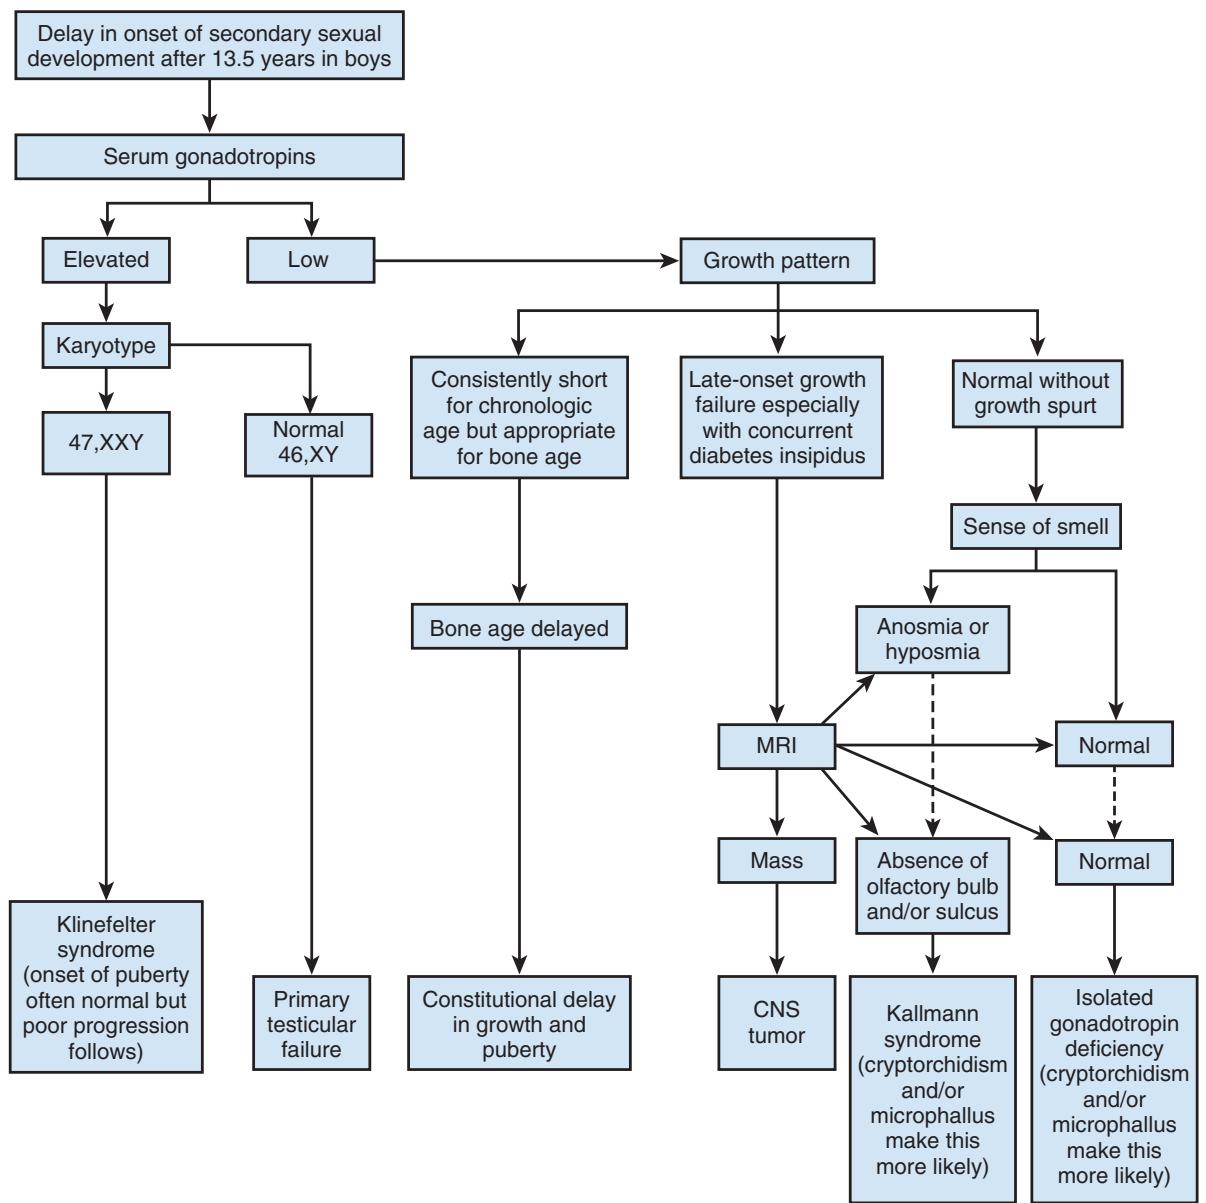 Delay in onset of secondary sexual
development after 13.5 years in boys
Serum gonadotropins
Elevated
Low
Growth pattern
Karyotype
47,XXY
Normal
46,XY
Consistently short
for chronologic
age but appropriate
for bone age
Late-onset growth
failure especially
with concurrent
diabetes insipidus
Normal without
growth spurt
Sense of smell
Bone age delayed
Anosmia or
hyposmia
MRI
Normal
Mass
Absence of
olfactory bulb
and/or sulcus
Normal
Klinefelter
syndrome
(onset of puberty
often normal but
poor progression
follows)
Primary
testicular
failure
Constitutional delay
in growth and
puberty
CNS
tumor
Kallmann
syndrome
(cryptorchidism
and/or
microphallus
make this
more likely)
Isolated
gonadotropin
deficiency
(cryptorchidism
and/or
microphallus
make this
more likely)